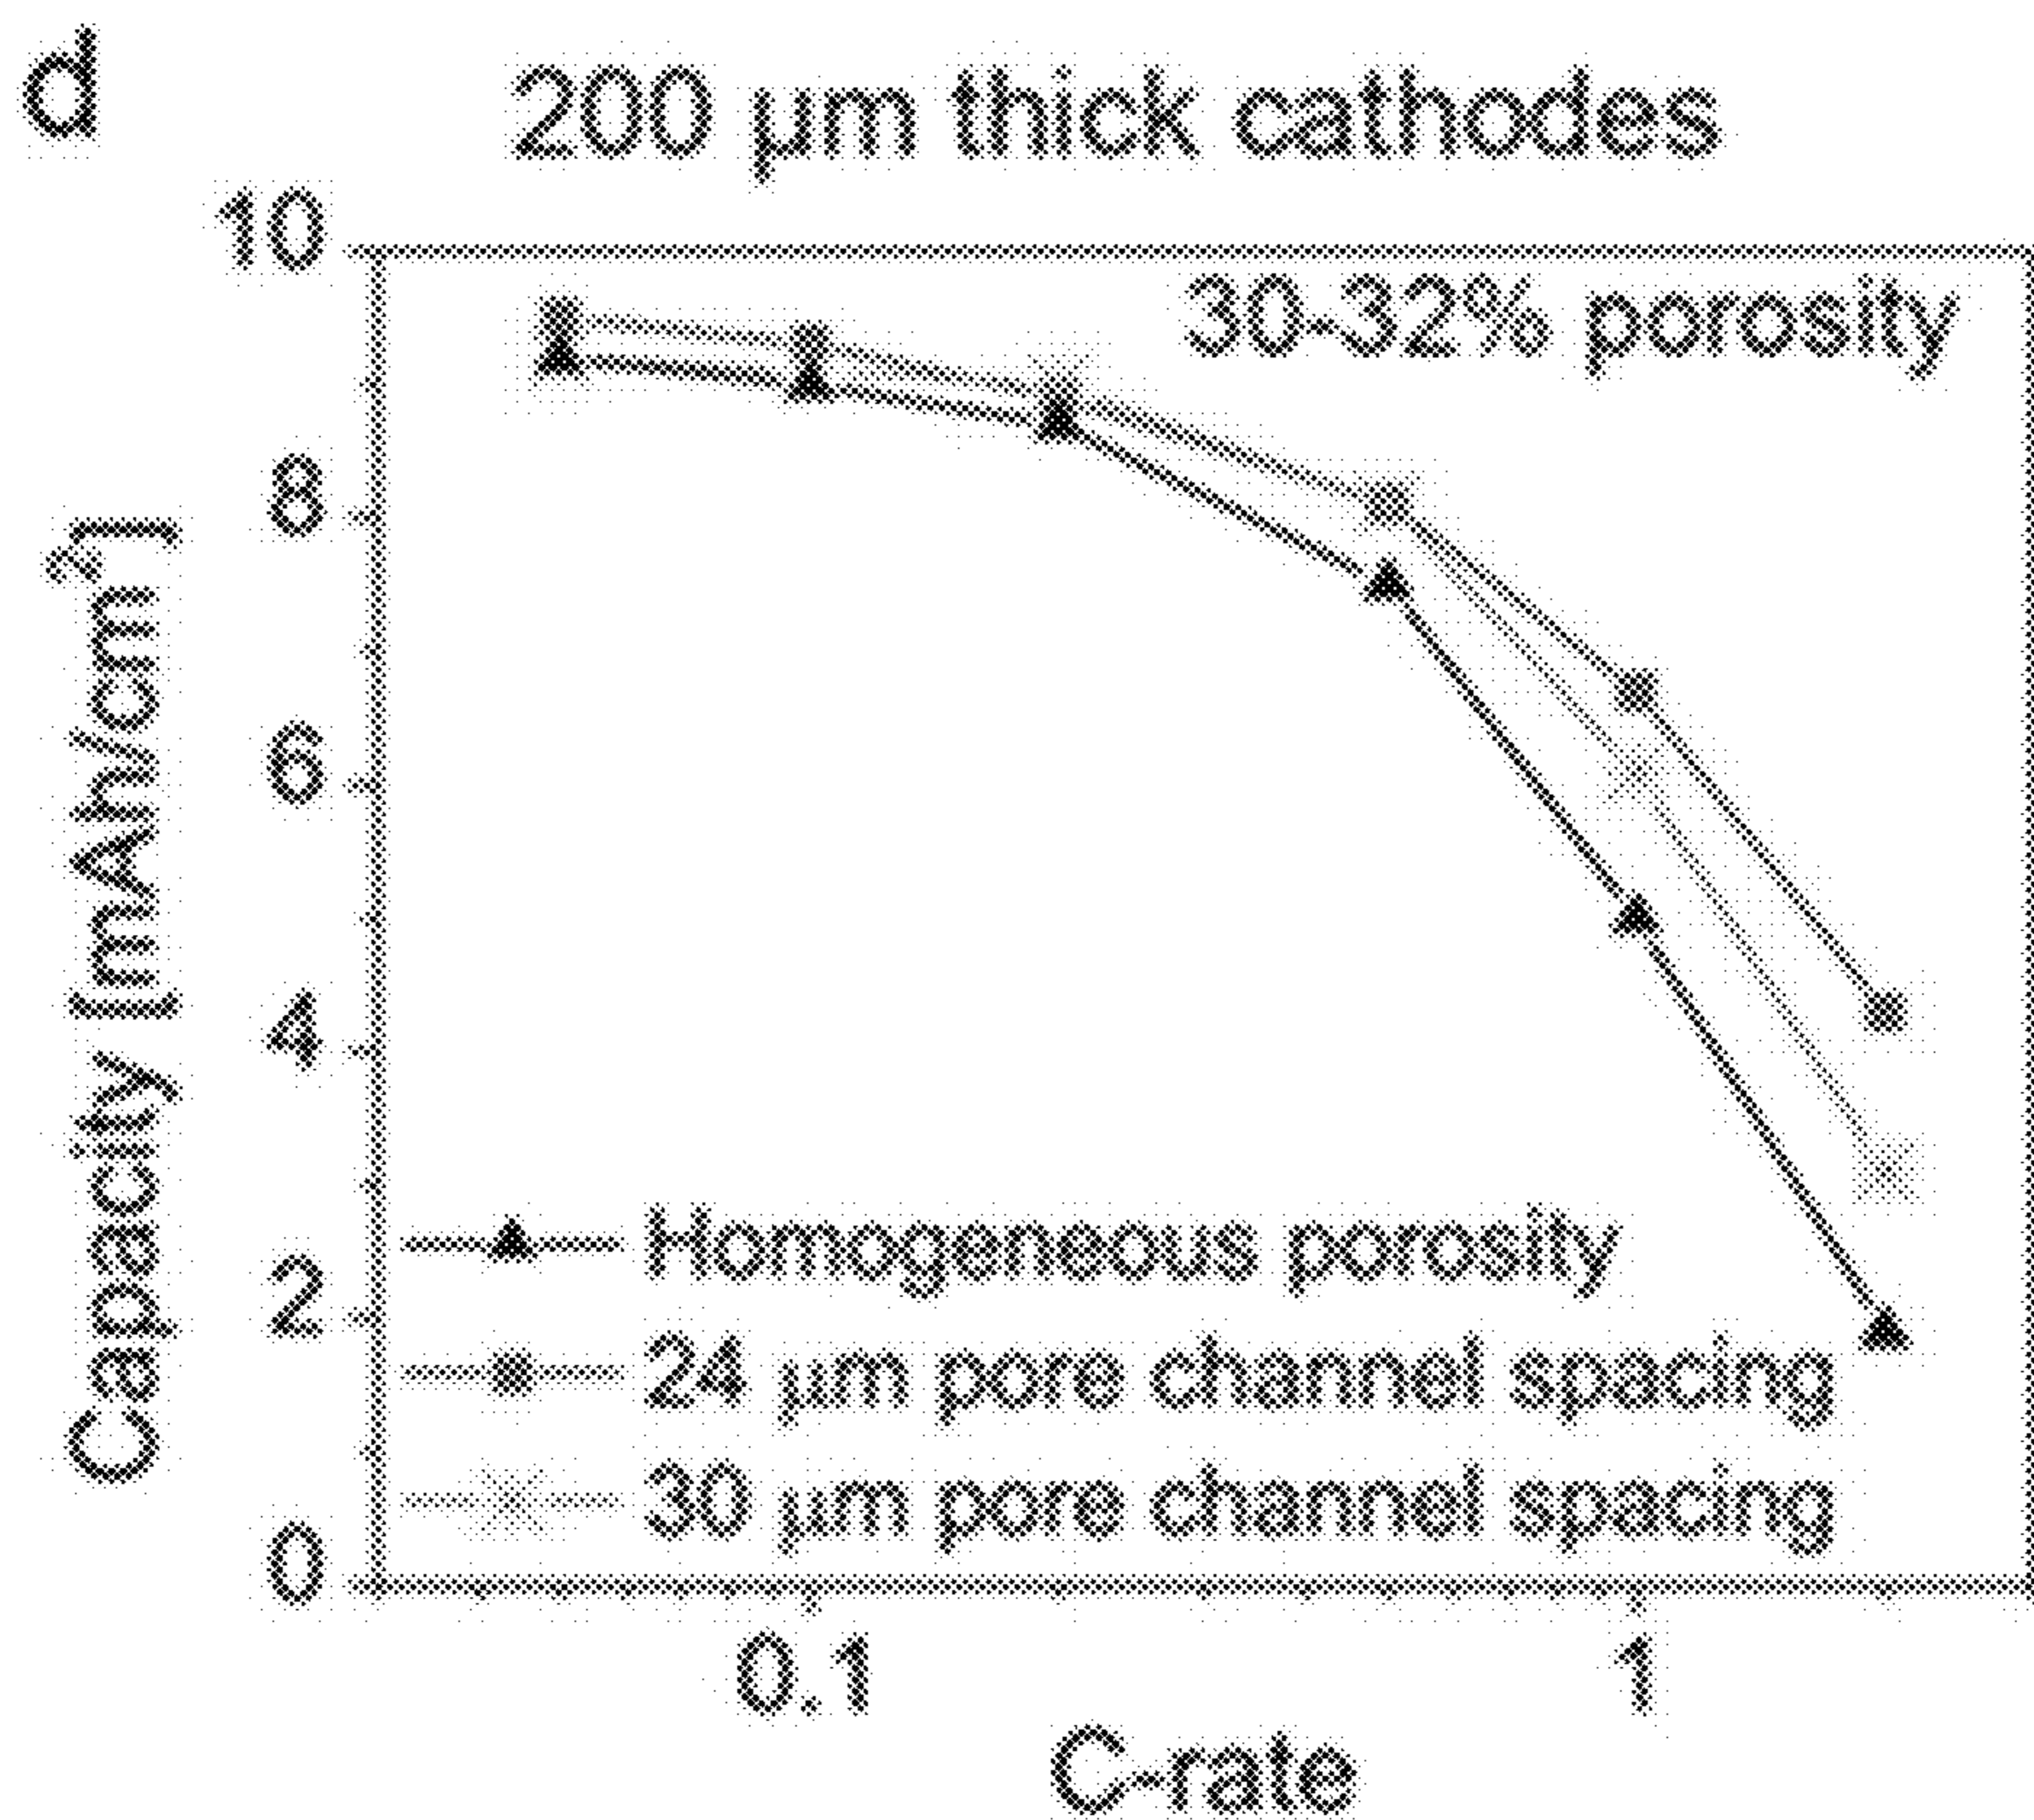 d
200 µm thick cathodes
10
30-32% porosity
8
6
4
2
0
Capacity [mAh/cm²]
Homogeneous porosity
24 µm pore channel spacing
30 µm pore channel spacing
0.1
1
C-rate